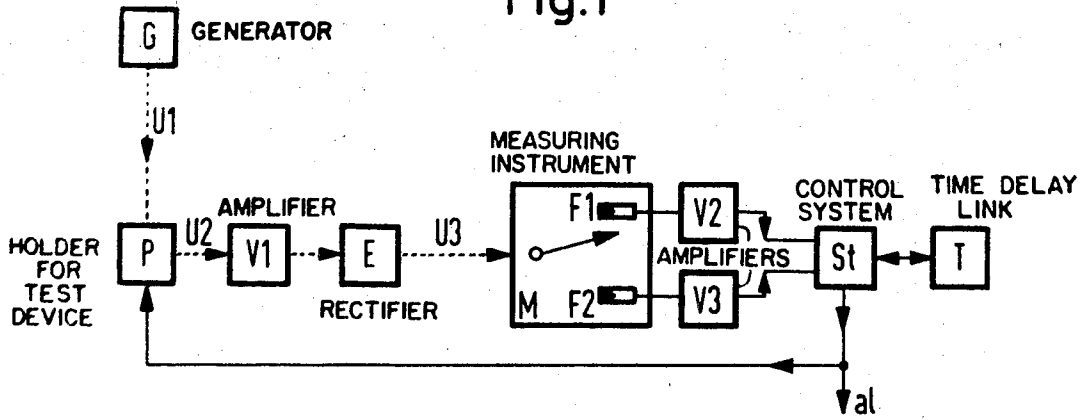 Fig.1
G GENERATOR
U1
MEASURING
INSTRUMENT
AMPLIFIER
CONTROL
SYSTEM
TIME DELAY
LINK
HOLDER
FOR
TEST
DEVICE
P
U2
V1
E
RECTIFIER
U3
F1
M
F2
V2
AMPLIFIERS
V3
St
T
al